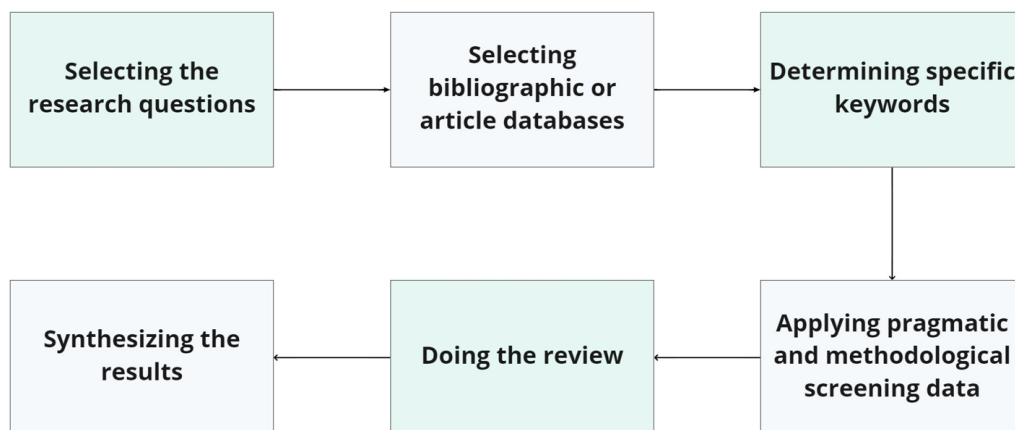 Selecting the
research questions
Selecting
bibliographic or
article databases
Determining specific
keywords
Applying pragmatic
and methodological
screening data
Doing the review
Synthesizing the
results